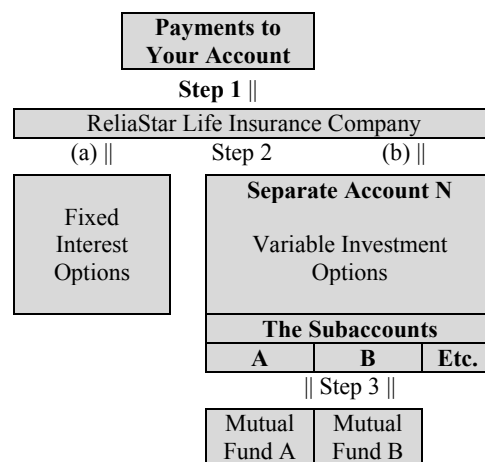 Payments to
Your Account
Step 1 ||
ReliaStar Life Insurance Company
(a) || Step 2 (b) ||
Fixed
Interest
Options
Separate Account N
Variable Investment
Options
The Subaccounts
A B Etc.
|| Step 3 ||
Mutual
Fund A
Mutual
Fund B